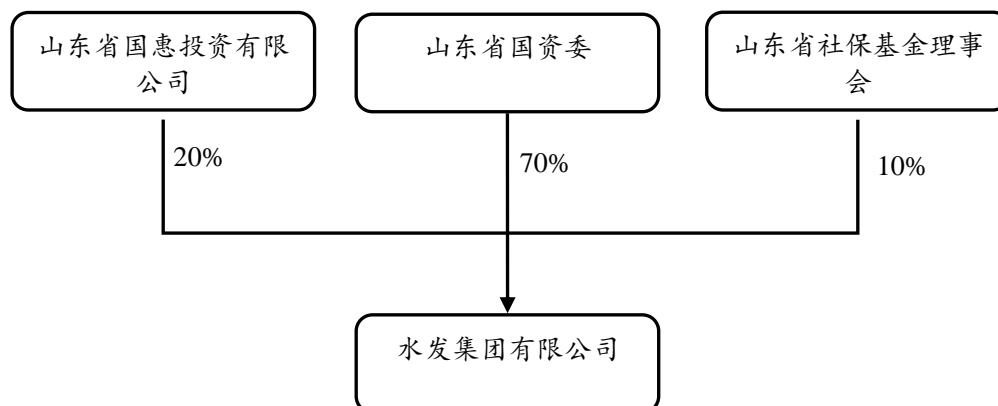 山东省国惠投资有限
公司
山东省国资委
山东省社保基金理事
会
20%
70%
10%
水发集团有限公司